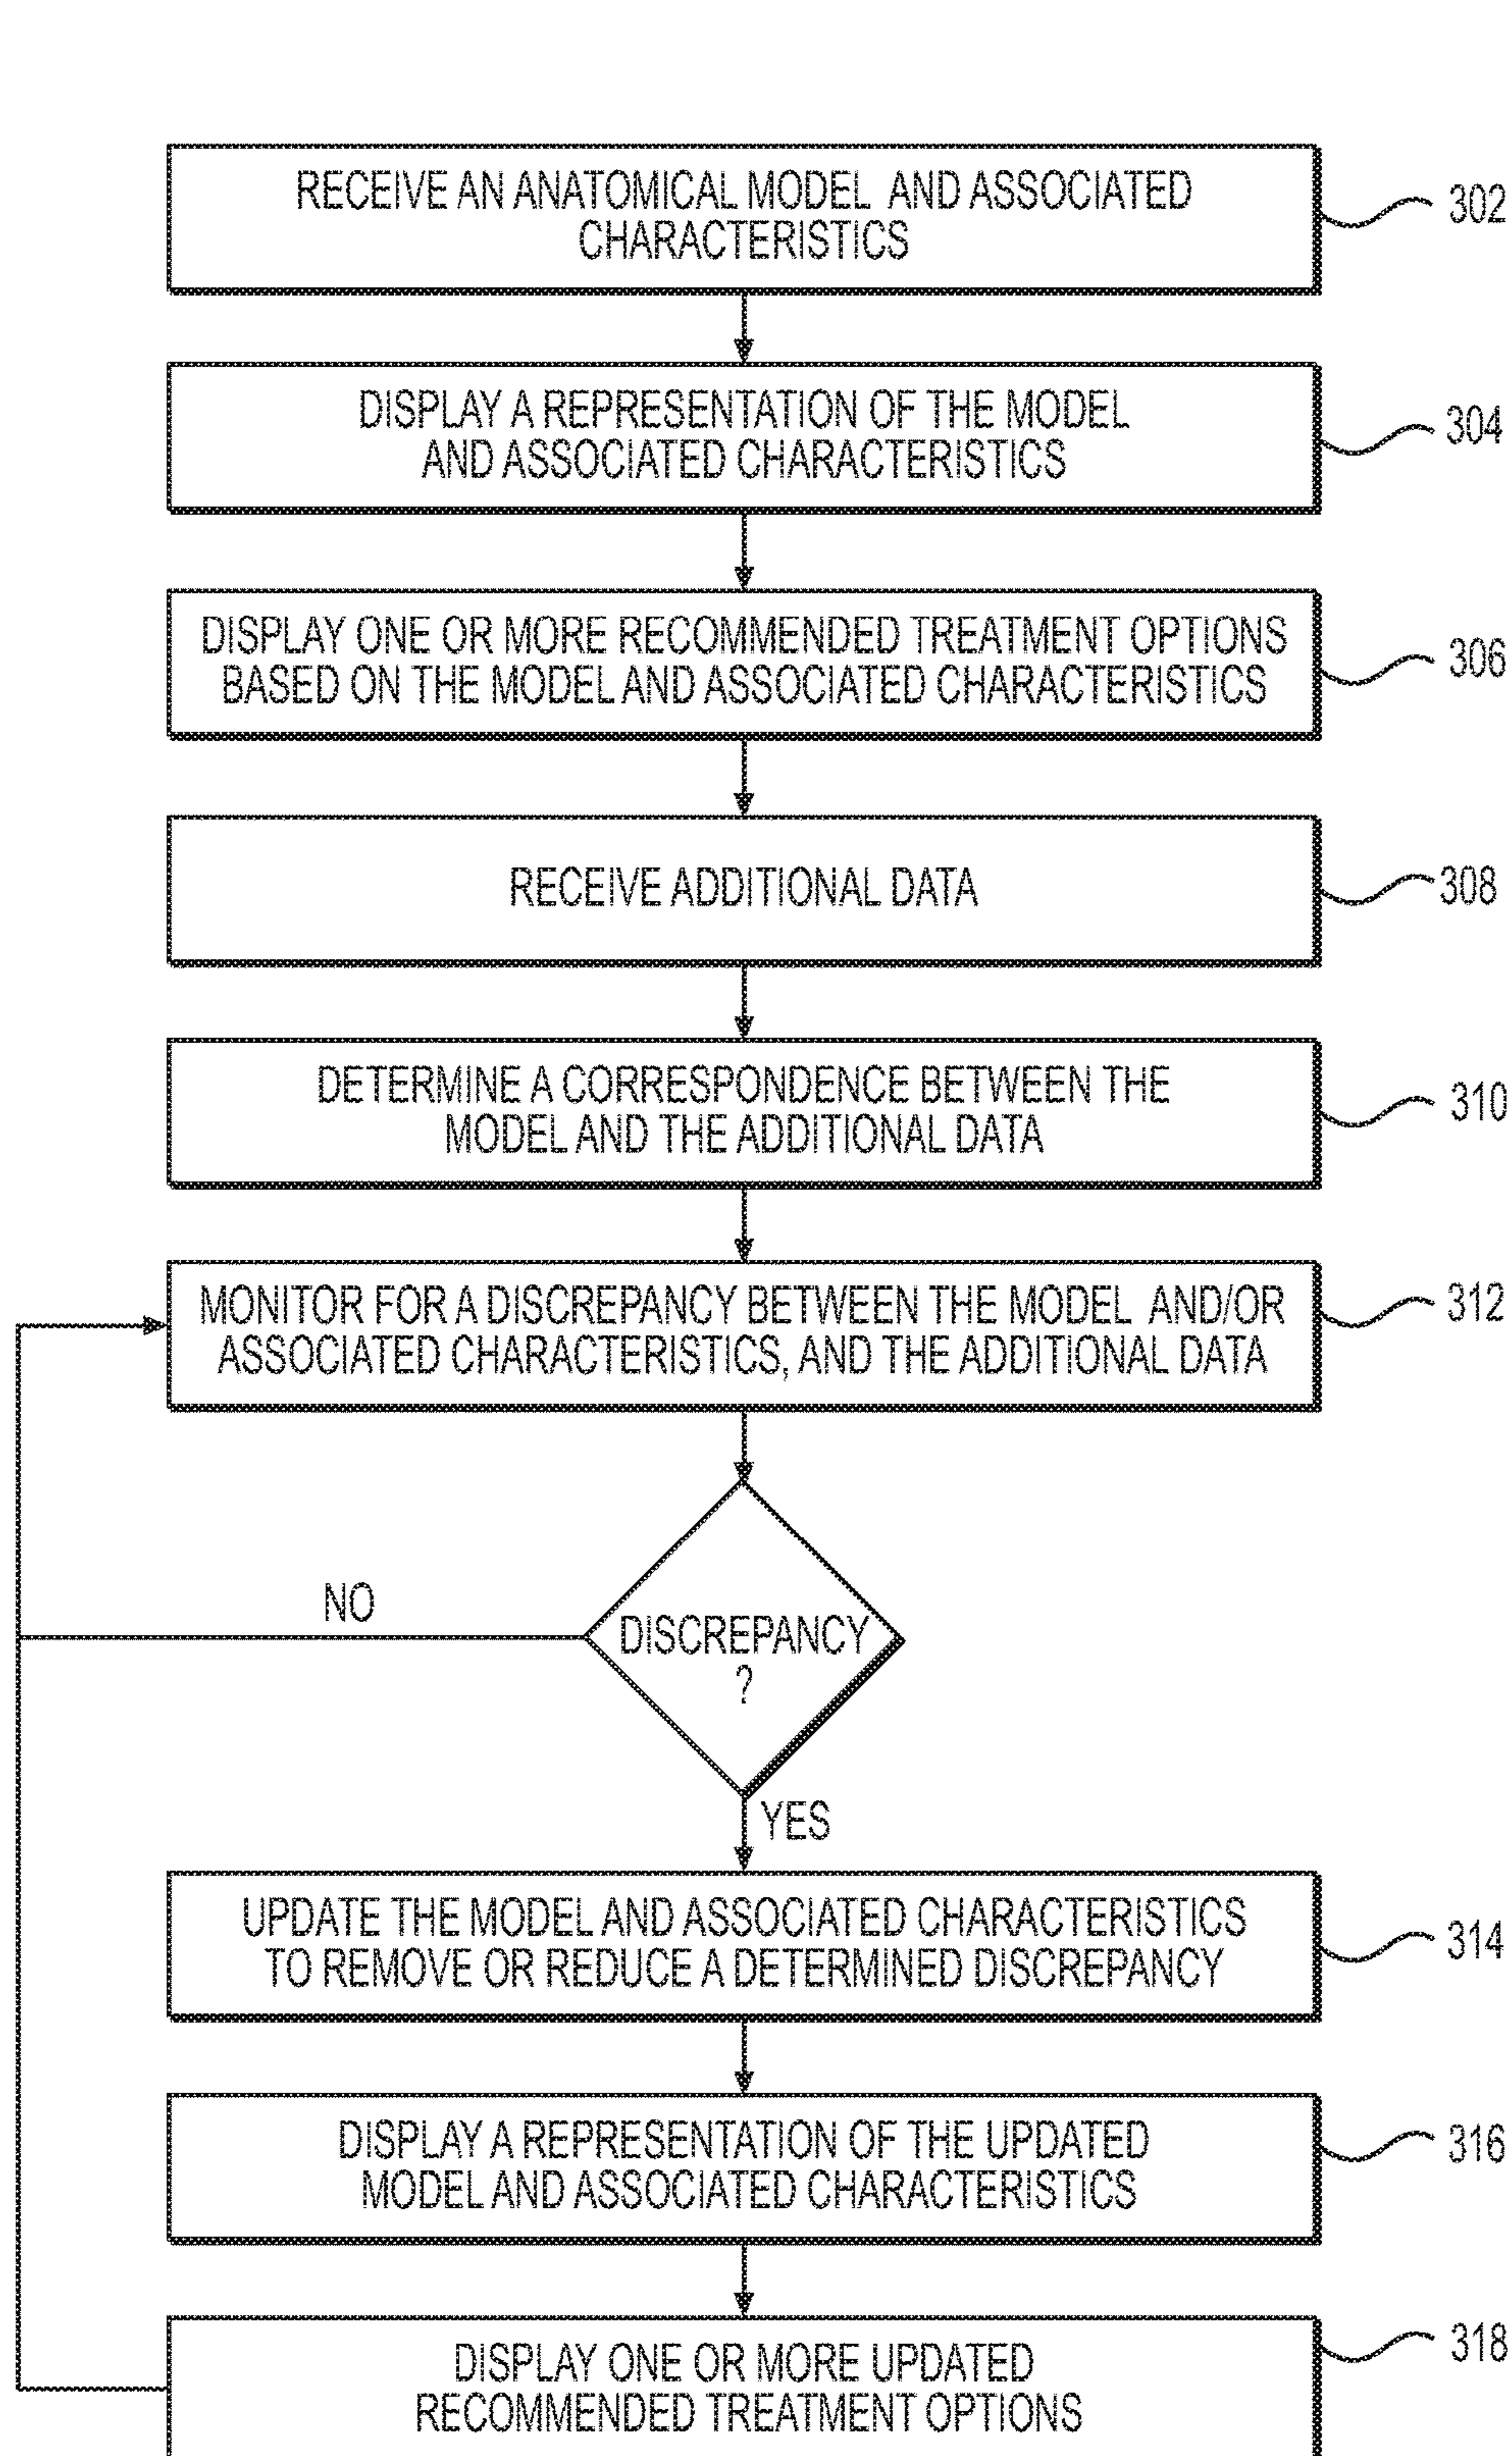 RECEIVE AN ANATOMICAL MODEL AND ASSOCIATED
CHARACTERISTICS
302
DISPLAY A REPRESENTATION OF THE MODEL
AND ASSOCIATED CHARACTERISTICS
304
DISPLAY ONE OR MORE RECOMMENDED TREATMENT OPTIONS
BASED ON THE MODEL AND ASSOCIATED CHARACTERISTICS
306
RECEIVE ADDITIONAL DATA
308
DETERMINE A CORRESPONDENCE BETWEEN THE
MODEL AND THE ADDITIONAL DATA
310
MONITOR FOR A DISCREPANCY BETWEEN THE MODEL AND/OR
ASSOCIATED CHARACTERISTICS, AND THE ADDITIONAL DATA
312
NO
DISCREPANCY
?
YES
UPDATE THE MODEL AND ASSOCIATED CHARACTERISTICS
TO REMOVE OR REDUCE A DETERMINED DISCREPANCY
314
DISPLAY A REPRESENTATION OF THE UPDATED
MODEL AND ASSOCIATED CHARACTERISTICS
316
DISPLAY ONE OR MORE UPDATED
RECOMMENDED TREATMENT OPTIONS
318